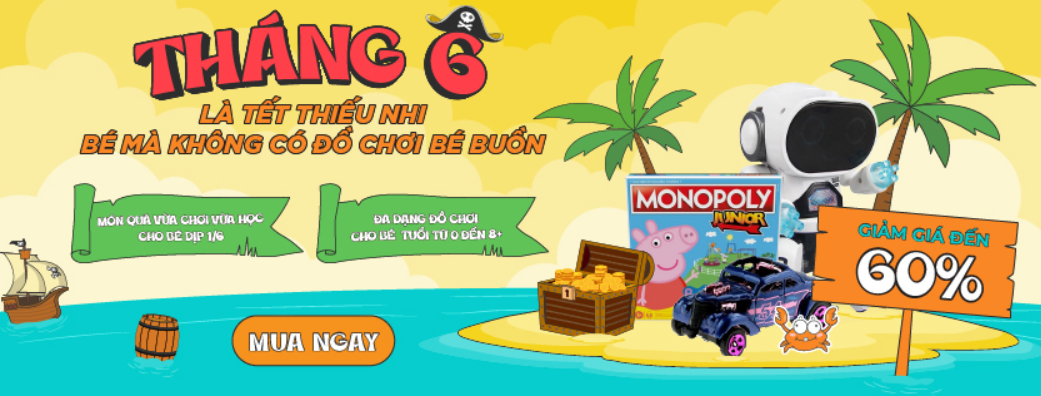 THÁNG 6
LÀ TẾT THIẾU NHI
BÉ MÀ KHÔNG CÓ ĐỒ CHƠI BÉ BUỒN
MÓN QUÀ VỪA CHƠI VỪA HỌC
CHO BÉ DỊP 1/6
ĐA DẠNG ĐỒ CHƠI
CHO BÉ TUỔI TỪ 0 ĐẾN 8+
MONOPOLY
JUNIOR
GIẢM GIÁ ĐẾN
60%
1
MUA NGAY